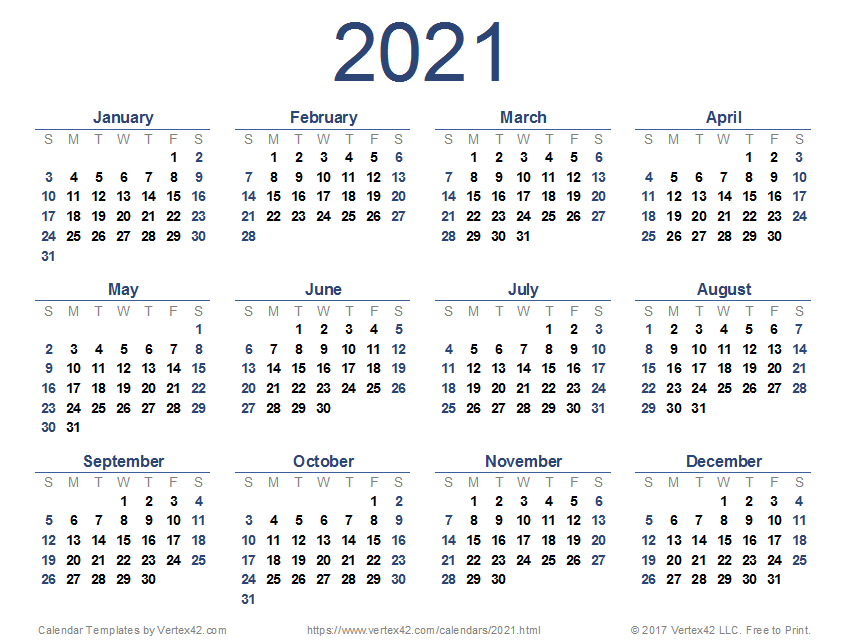 2021
January
S M T W T F S
1 2
3 4 5 6 7 8 9
10 11 12 13 14 15 16
17 18 19 20 21 22 23
24 25 26 27 28 29 30
31
February
S M T W T F S
1 2 3 4 5 6
7 8 9 10 11 12 13
14 15 16 17 18 19 20
21 22 23 24 25 26 27
28
March
S M T W T F S
1 2 3 4 5 6
7 8 9 10 11 12 13
14 15 16 17 18 19 20
21 22 23 24 25 26 27
28 29 30 31
April
S M T W T F S
1 2 3
4 5 6 7 8 9 10
11 12 13 14 15 16 17
18 19 20 21 22 23 24
25 26 27 28 29 30
May
S M T W T F S
1
2 3 4 5 6 7 8
9 10 11 12 13 14 15
16 17 18 19 20 21 22
23 24 25 26 27 28 29
30 31
June
S M T W T F S
1 2 3 4 5
6 7 8 9 10 11 12
13 14 15 16 17 18 19
20 21 22 23 24 25 26
27 28 29 30
July
S M T W T F S
1 2 3
4 5 6 7 8 9 10
11 12 13 14 15 16 17
18 19 20 21 22 23 24
25 26 27 28 29 30 31
August
S M T W T F S
1 2 3 4 5 6 7
8 9 10 11 12 13 14
15 16 17 18 19 20 21
22 23 24 25 26 27 28
29 30 31
September
S M T W T F S
1 2 3 4
5 6 7 8 9 10 11
12 13 14 15 16 17 18
19 20 21 22 23 24 25
26 27 28 29 30
October
S M T W T F S
1 2
3 4 5 6 7 8 9
10 11 12 13 14 15 16
17 18 19 20 21 22 23
24 25 26 27 28 29 30
31
November
S M T W T F S
1 2 3 4 5 6
7 8 9 10 11 12 13
14 15 16 17 18 19 20
21 22 23 24 25 26 27
28 29 30
December
S M T W T F S
1 2 3 4
5 6 7 8 9 10 11
12 13 14 15 16 17 18
19 20 21 22 23 24 25
26 27 28 29 30 31
Calendar Templates by Vertex42.com
https://www.vertex42.com/calendars/2021.html
© 2017 Vertex42 LLC. Free to Print.